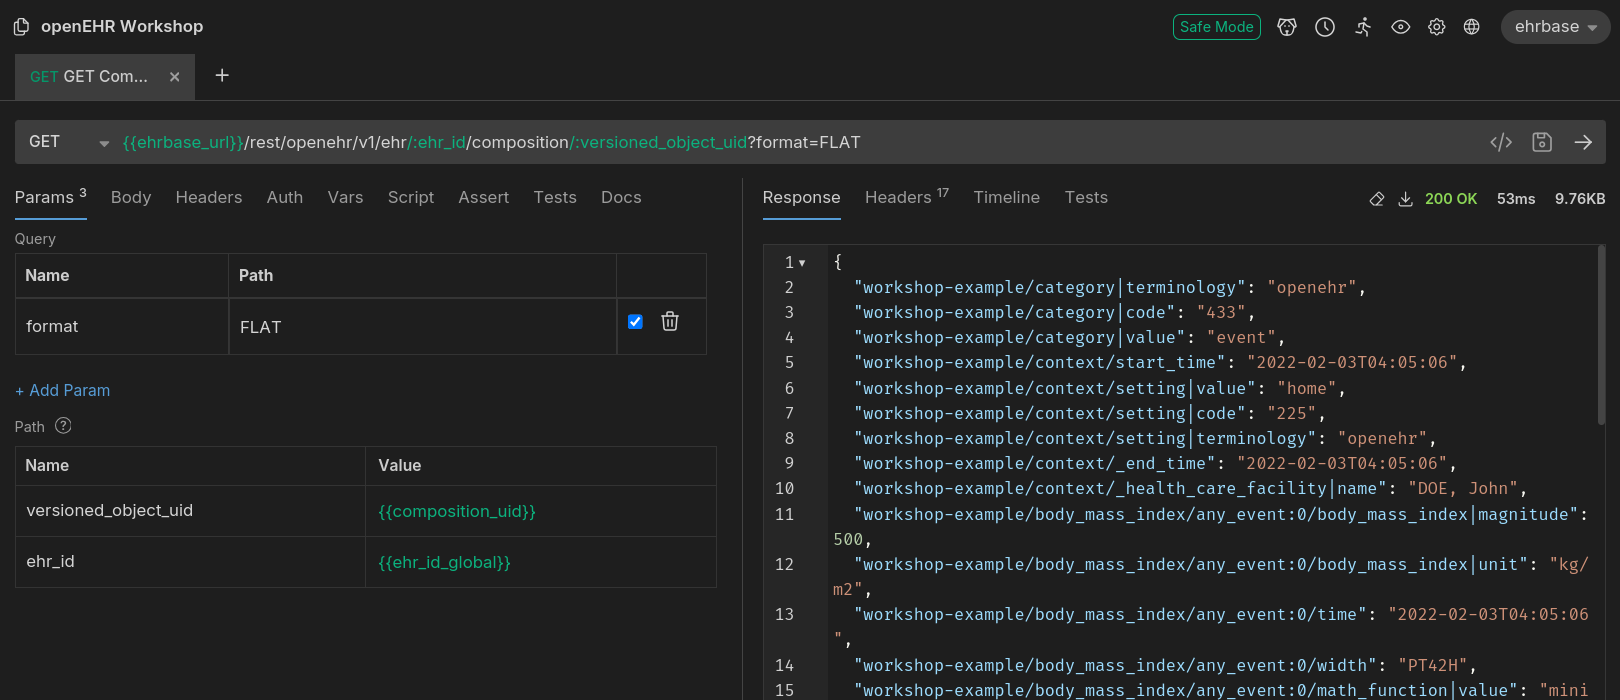 openEHR Workshop
Safe Mode
ehrbase
GET GET Com... ×
+
GET {{ehrbase_url}}/rest/openehr/v1/ehr/:ehr_id/composition/:versioned_object_uid?format=FLAT
Params 3 Body Headers Auth Vars Script Assert Tests Docs
Query
Name Path
format FLAT
+ Add Param
Path ?
Name Value
versioned_object_uid {{composition_uid}}
ehr_id {{ehr_id_global}}
Response Headers 17 Timeline Tests
200 OK 53ms 9.76KB
1 {
2 "workshop-example/category|terminology": "openehr",
3 "workshop-example/category|code": "433",
4 "workshop-example/category|value": "event",
5 "workshop-example/context/start_time": "2022-02-03T04:05:06",
6 "workshop-example/context/setting|value": "home",
7 "workshop-example/context/setting|code": "225",
8 "workshop-example/context/setting|terminology": "openehr",
9 "workshop-example/context/_end_time": "2022-02-03T04:05:06",
10 "workshop-example/context/_health_care_facility|name": "DOE, John",
11 "workshop-example/body_mass_index/any_event:0/body_mass_index|magnitude":
500,
12 "workshop-example/body_mass_index/any_event:0/body_mass_index|unit": "kg/
m2",
13 "workshop-example/body_mass_index/any_event:0/time": "2022-02-03T04:05:06
",
14 "workshop-example/body_mass_index/any_event:0/width": "PT42H",
15 "workshop-example/body_mass_index/any_event:0/math_function|value": "mini